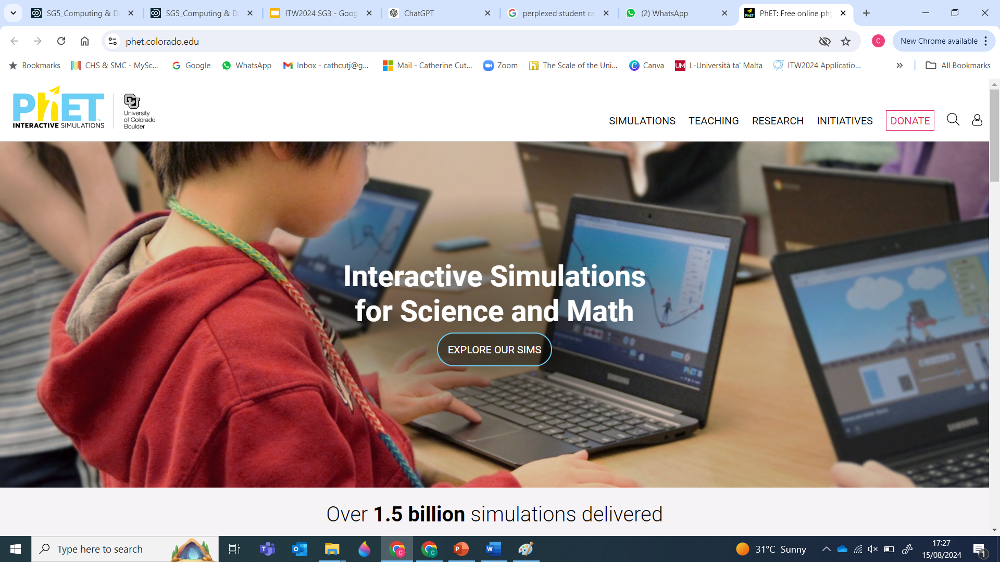 SG5_Computing & D
SG5_Computing & D
ITW2024 SG3 - Goog
ChatGPT
perplexed student ca
(2) WhatsApp
PhET: Free online phy
phet.colorado.edu
C
New Chrome available
Bookmarks
CHS & SMC - MySc...
Google
WhatsApp
Inbox - cathcutj@g...
Mail - Catherine Cut...
Zoom
The Scale of the Uni...
Canva
UM
L-Università ta' Malta
ITW2024 Applicatio...
All Bookmarks
PhET
INTERACTIVE SIMULATIONS
University
of Colorado
Boulder
SIMULATIONS
TEACHING
RESEARCH
INITIATIVES
DONATE
Interactive Simulations
for Science and Math
EXPLORE OUR SIMS
SAMSUNG
Over 1.5 billion simulations delivered
Type here to search
31°C Sunny
17:27
15/08/2024
1